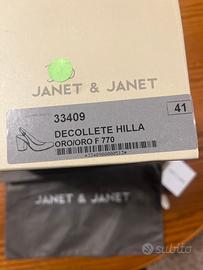 JANET & JANET
33409
41
DECOLLETE HILLA
ORO/ORO F 770
JANET & JANET
subito